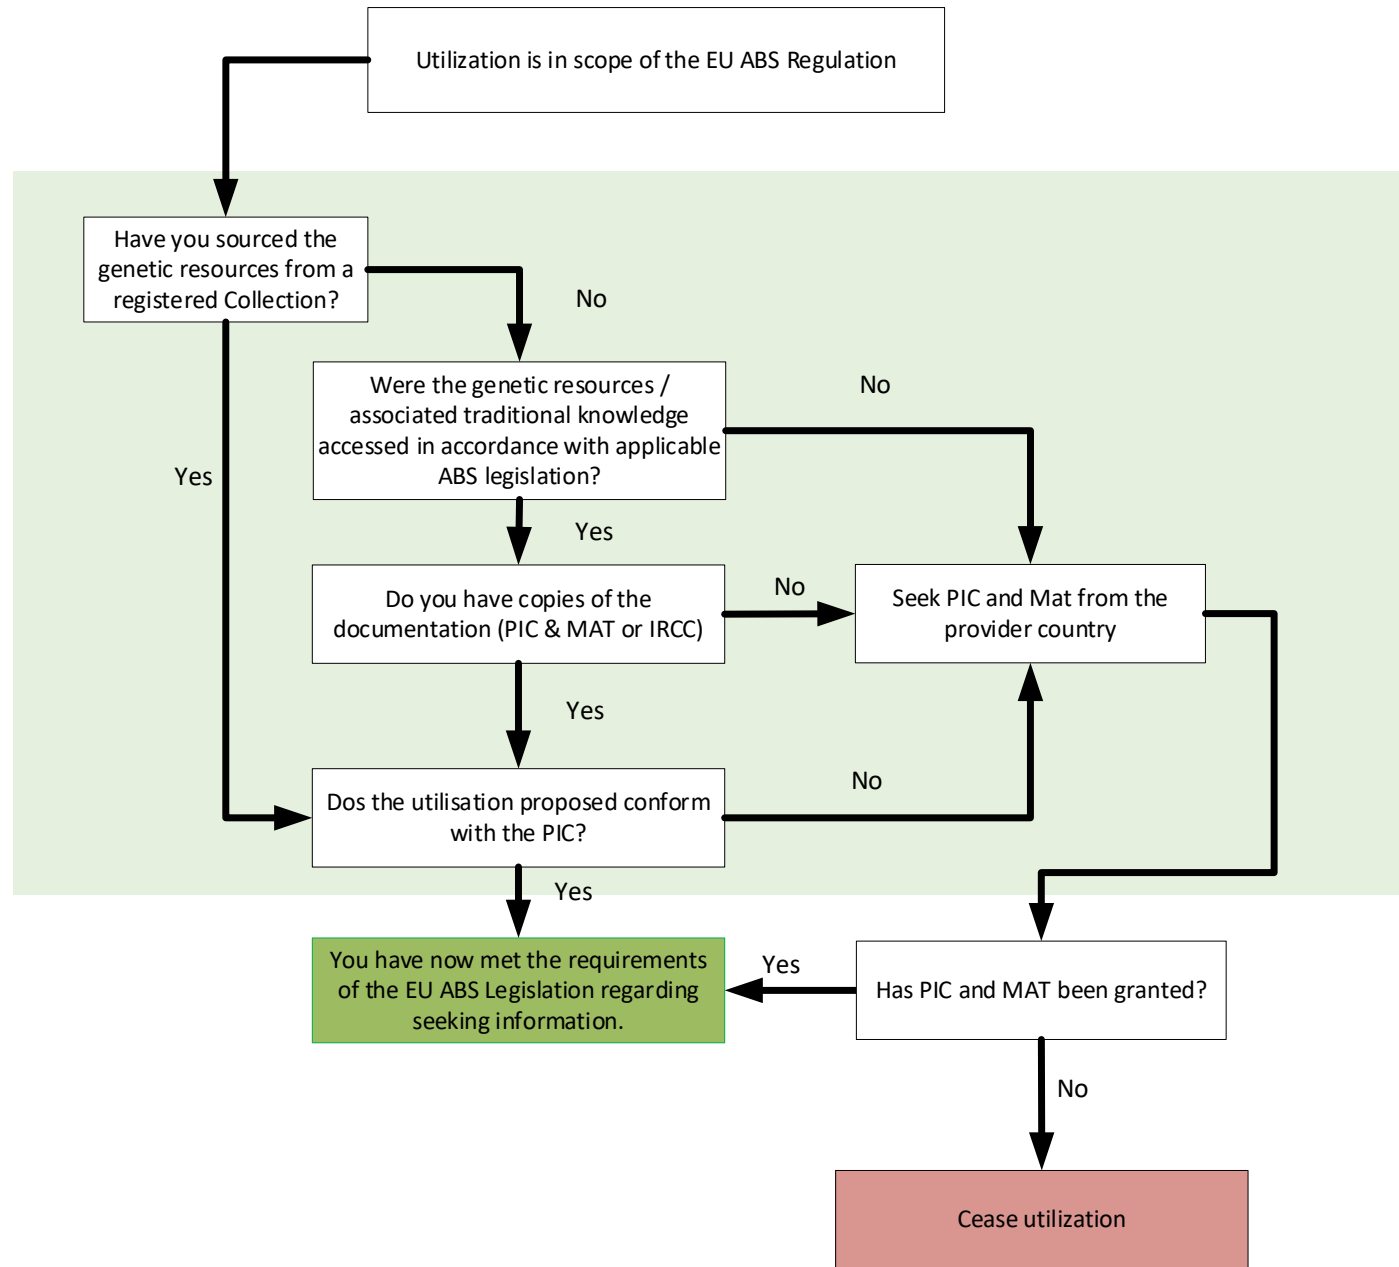 Utilization is in scope of the EU ABS Regulation
Have you sourced the
genetic resources from a
registered Collection?
No
Were the genetic resources /
associated traditional knowledge
accessed in accordance with applicable
ABS legislation?
No
Yes
Yes
Do you have copies of the
documentation (PIC & MAT or IRCC)
No
Seek PIC and Mat from the
provider country
Yes
Dos the utilisation proposed conform
with the PIC?
No
Yes
You have now met the requirements
of the EU ABS Legislation regarding
seeking information.
Yes
Has PIC and MAT been granted?
No
Cease utilization